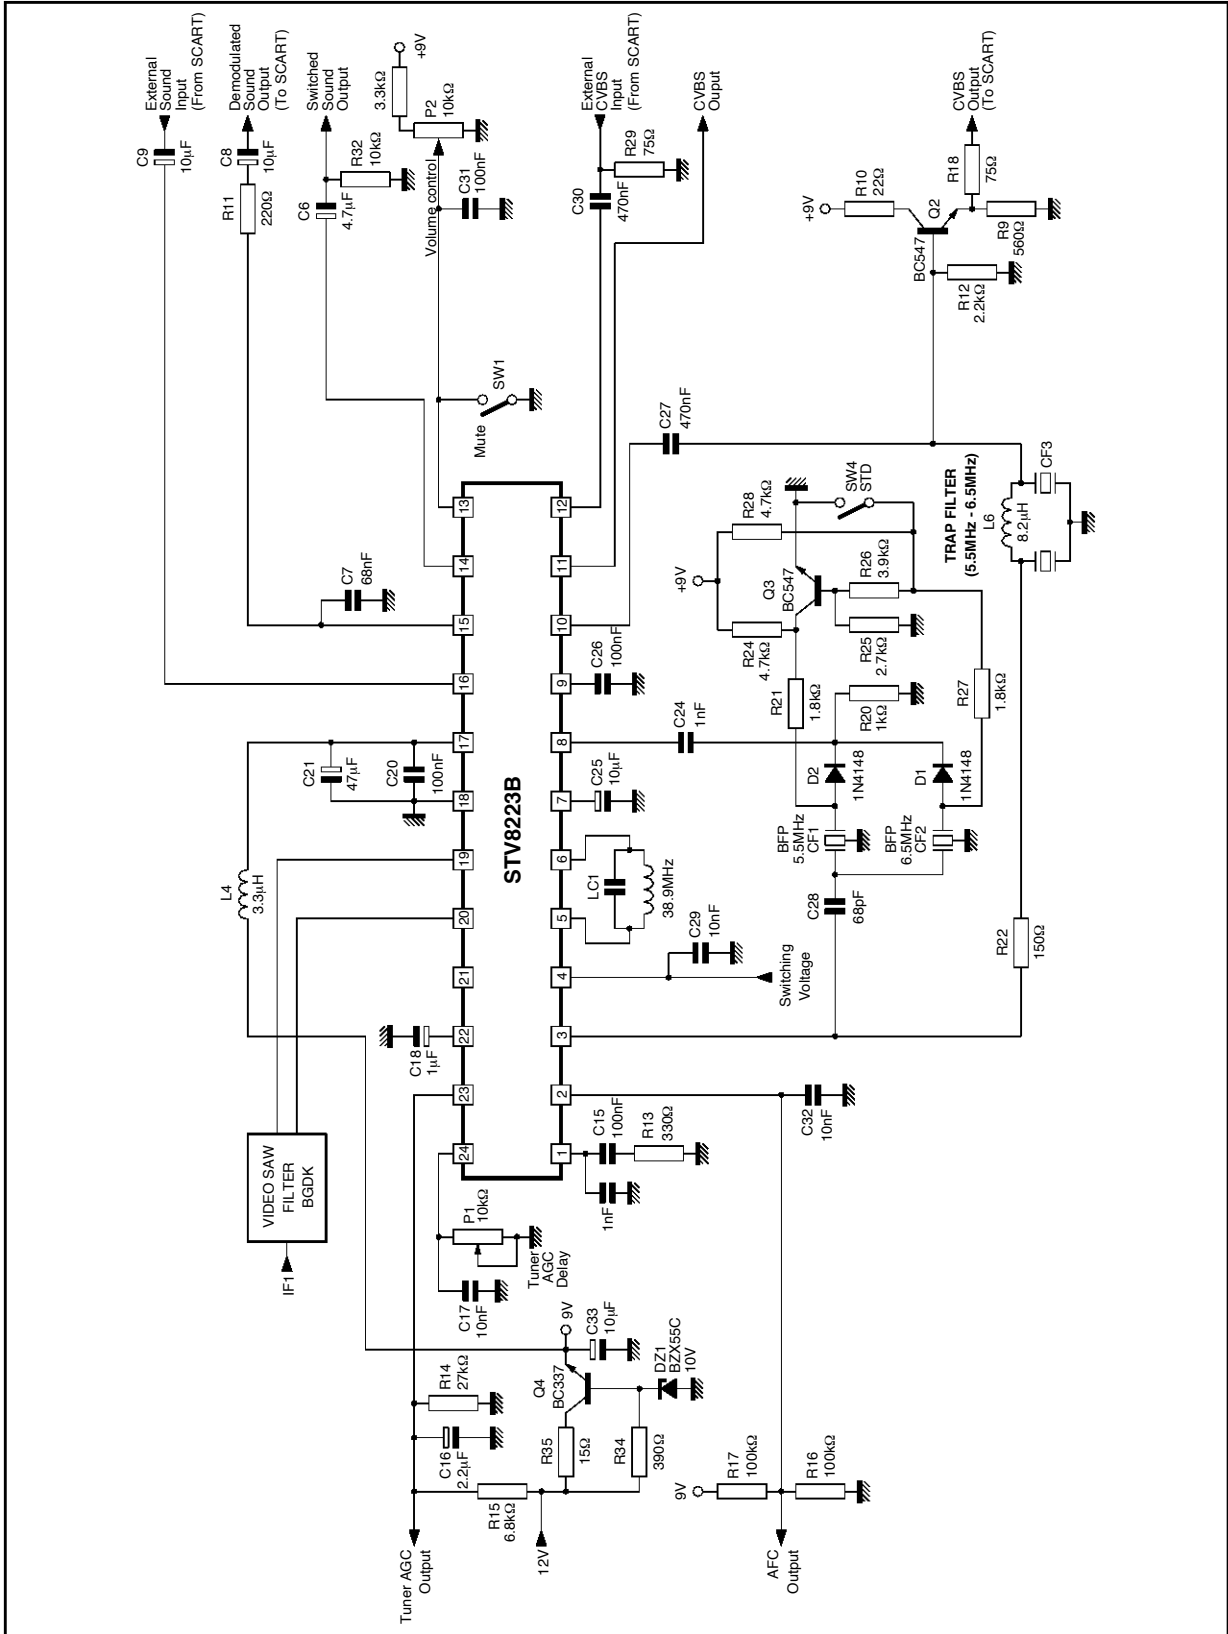 External
Sound
Input
(From SCART)
Demodulated
Sound
Output
(To SCART)
Switched
Sound
Output
+9V
3.3kΩ
P2
10kΩ
External
CVBS
Input
(From SCART)
CVBS
Ouput
CVBS
Output
(To SCART)
C9
10µF
C8
10µF
R11
220Ω
C6
4.7µF
R32
10kΩ
Volume control
C31
100nF
C30
470nF
R29
75Ω
+9V
R10
22Ω
Q2
BC547
R18
75Ω
R9
560Ω
R12
2.2kΩ
Mute
SW1
C27
470nF
C7
68nF
13
14
15
16
17
18
19
20
21
22
23
24
12
11
10
9
8
7
6
5
4
3
2
1
STV8223B
+9V
R28
4.7kΩ
SW4
STD
Q3
BC547
R24
4.7kΩ
R26
3.9kΩ
R25
2.7kΩ
R21
1.8kΩ
R20
1kΩ
R27
1.8kΩ
TRAP FILTER
(5.5MHz - 6.5MHz)
L6
8.2µH
CF3
C26
100nF
C24
1nF
C25
10µF
D2
1N4148
D1
1N4148
BFP
5.5MHz
CF1
BFP
6.5MHz
CF2
C28
68pF
R22
150Ω
C21
47µF
C20
100nF
L4
3.3µH
LC1
38.9MHz
C29
10nF
Switching
Voltage
C18
1µF
VIDEO SAW
FILTER
BGDK
IF1
C15
100nF
R13
330Ω
1nF
C32
10nF
P1
10kΩ
Tuner
AGC
Delay
C17
10nF
9V
C33
10µF
Q4
BC337
DZ1
BZX55C
10V
R14
27kΩ
C16
2.2µF
R35
15Ω
R34
390Ω
R15
6.8kΩ
12V
9V
R17
100kΩ
R16
100kΩ
Tuner AGC
Output
AFC
Output